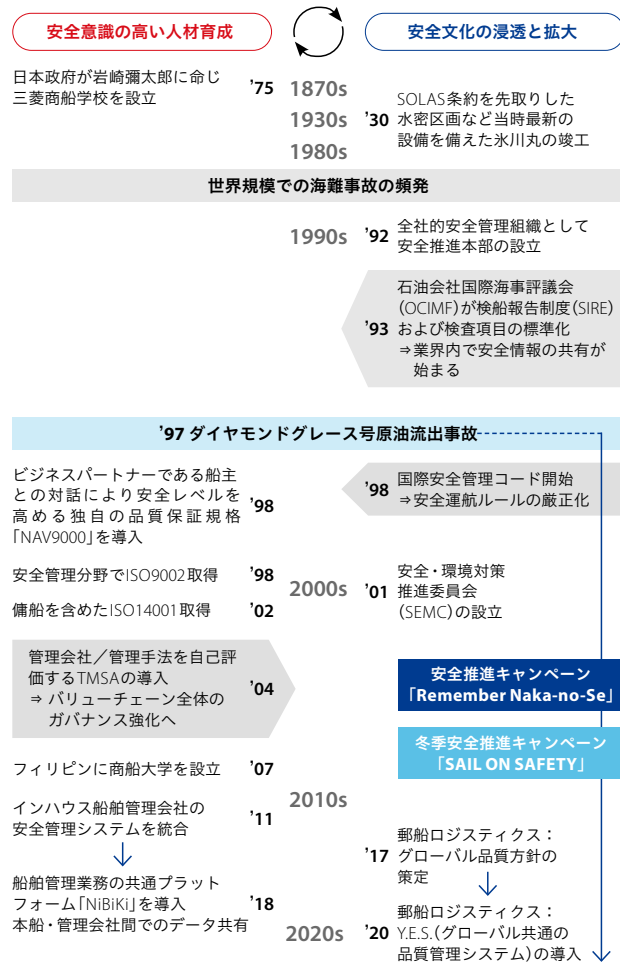 安全意識の高い人材育成
安全文化の浸透と拡大
日本政府が岩崎彌太郎に命じ
三菱商船学校を設立
’75
1870s
1930s
’30
SOLAS条約を先取りした
水密区画など当時最新の
設備を備えた氷川丸の竣工
1980s
世界規模での海難事故の頻発
1990s
’92
全社的安全管理組織として
安全推進本部の設立
’93
石油会社国際海事評議会
(OCIMF)が検船報告制度(SIRE)
および検査項目の標準化
⇒業界内で安全情報の共有が
始まる
’97 ダイヤモンドグレース号原油流出事故
ビジネスパートナーである船主
との対話により安全レベルを
高める独自の品質保証規格
「NAV9000」を導入
’98
’98
国際安全管理コード開始
⇒安全運航ルールの厳正化
安全管理分野でISO9002取得
’98
2000s
’01
安全・環境対策
推進委員会
(SEMC)の設立
傭船を含めたISO14001取得
’02
管理会社／管理手法を自己評
価するTMSAの導入
⇒ バリューチェーン全体の
ガバナンス強化へ
’04
安全推進キャンペーン
「Remember Naka-no-Se」
冬季安全推進キャンペーン
「SAIL ON SAFETY」
フィリピンに商船大学を設立
’07
2010s
インハウス船舶管理会社の
安全管理システムを統合
’11
’17
郵船ロジスティクス：
グローバル品質方針の
策定
船舶管理業務の共通プラット
フォーム「NiBiKi」を導入
本船・管理会社間でのデータ共有
’18
2020s
’20
郵船ロジスティクス：
Y.E.S.(グローバル共通の
品質管理システム)の導入